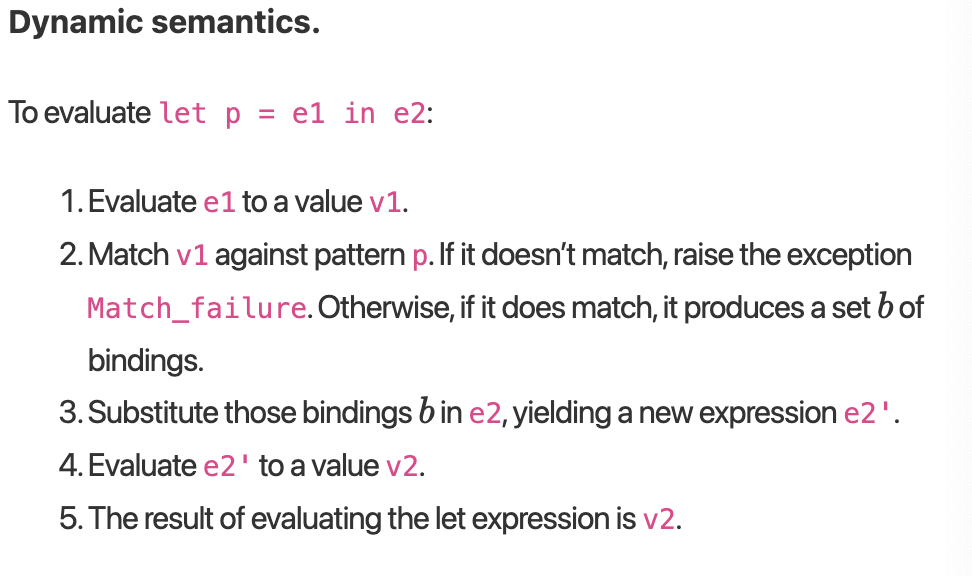 Dynamic semantics.
To evaluate let p = e1 in e2:
1. Evaluate e1 to a value v1.
2. Match v1 against pattern p. If it doesn’t match, raise the exception
Match_failure. Otherwise, if it does match, it produces a set b of
bindings.
3. Substitute those bindings b in e2, yielding a new expression e2'.
4. Evaluate e2' to a value v2.
5. The result of evaluating the let expression is v2.